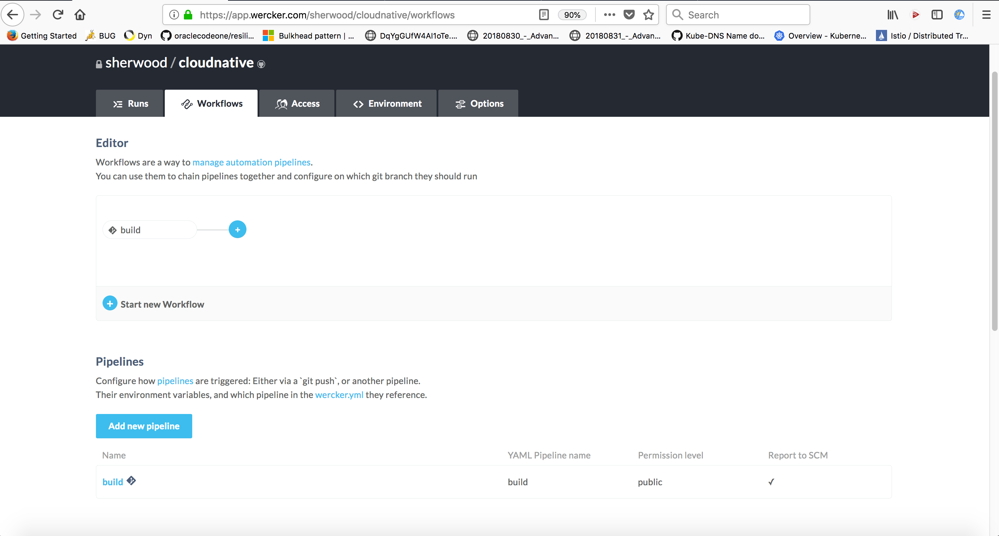 https://app.wercker.com/sherwood/cloudnative/workflows
90%
Search
Getting Started
BUG
Dyn
oraclecodeone/resili...
Bulkhead pattern | ...
DqYgGUfW4AI1oTe....
20180830_-_Advan...
20180831_-_Advan...
Kube-DNS Name do...
Overview - Kuberne...
Istio / Distributed Tr...
sherwood / cloudnative
Runs
Workflows
Access
Environment
Options
Editor
Workflows are a way to manage automation pipelines.
You can use them to chain pipelines together and configure on which git branch they should run
build
+
+ Start new Workflow
Pipelines
Configure how pipelines are triggered: Either via a `git push`, or another pipeline.
Their environment variables, and which pipeline in the wercker.yml they reference.
Add new pipeline
Name YAML Pipeline name Permission level Report to SCM
build build public ✓